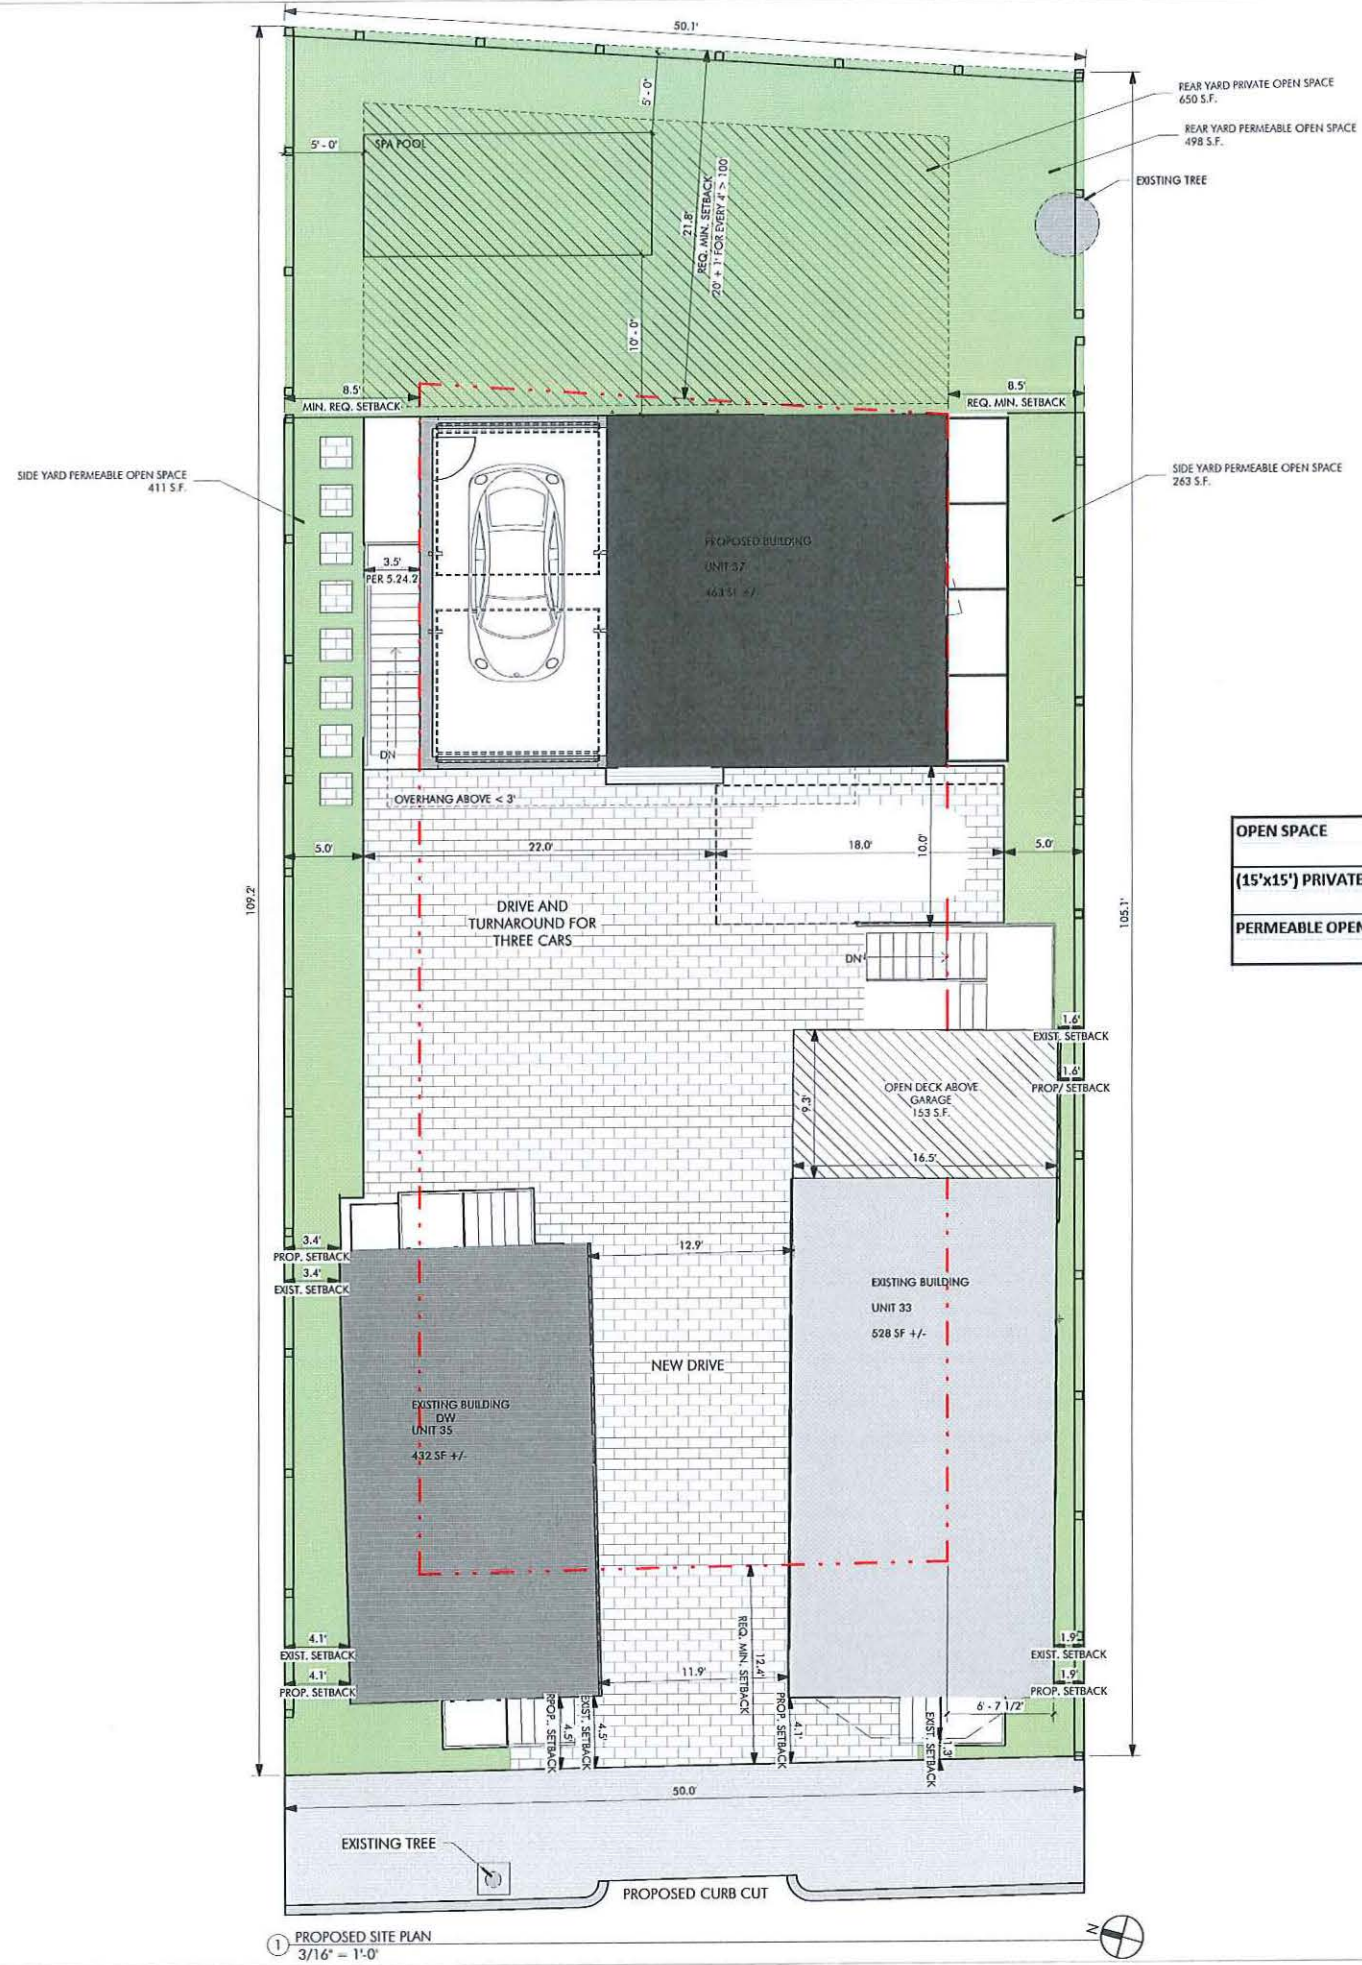 50.1'
REAR YARD PRIVATE OPEN SPACE
650 S.F.
REAR YARD PERMEABLE OPEN SPACE
498 S.F.
EXISTING TREE
5' - 0"
5' - 0"
SPA POOL
21.8'
REQ. MIN. SETBACK
20' + 1' FOR EVERY 4' > 100'
10' - 0"
8.5'
MIN. REQ. SETBACK
8.5'
REQ. MIN. SETBACK
SIDE YARD PERMEABLE OPEN SPACE
411 S.F.
SIDE YARD PERMEABLE OPEN SPACE
263 S.F.
PROPOSED BUILDING
UNIT 37
463 SF +/-
3.5'
PER 5.24.2
DN
OVERHANG ABOVE < 3'
5.0'
22.0'
18.0'
10.0'
5.0'
109.2'
105.1'
OPEN SPACE
(15'x15') PRIVATE
PERMEABLE OPEN
DRIVE AND
TURNAROUND FOR
THREE CARS
DN
1.6'
EXIST. SETBACK
1.6'
PROP/ SETBACK
OPEN DECK ABOVE
GARAGE
153 S.F.
9.3'
16.5'
3.4'
PROP. SETBACK
3.4'
EXIST. SETBACK
12.9'
EXISTING BUILDING
UNIT 33
528 SF +/-
NEW DRIVE
EXISTING BUILDING
DW
UNIT 35
432 SF +/-
REQ. MIN. SETBACK
12.4'
4.1'
EXIST. SETBACK
4.1'
PROP. SETBACK
11.9'
1.9'
EXIST. SETBACK
1.9'
PROP. SETBACK
6' - 7 1/2"
RPOP. SETBACK
4.5'
EXIST. SETBACK
4.5'
PROP. SETBACK
4.1'
EXIST. SETBACK
1.3'
50.0'
EXISTING TREE
PROPOSED CURB CUT
1
PROPOSED SITE PLAN
3/16" = 1'-0"
N